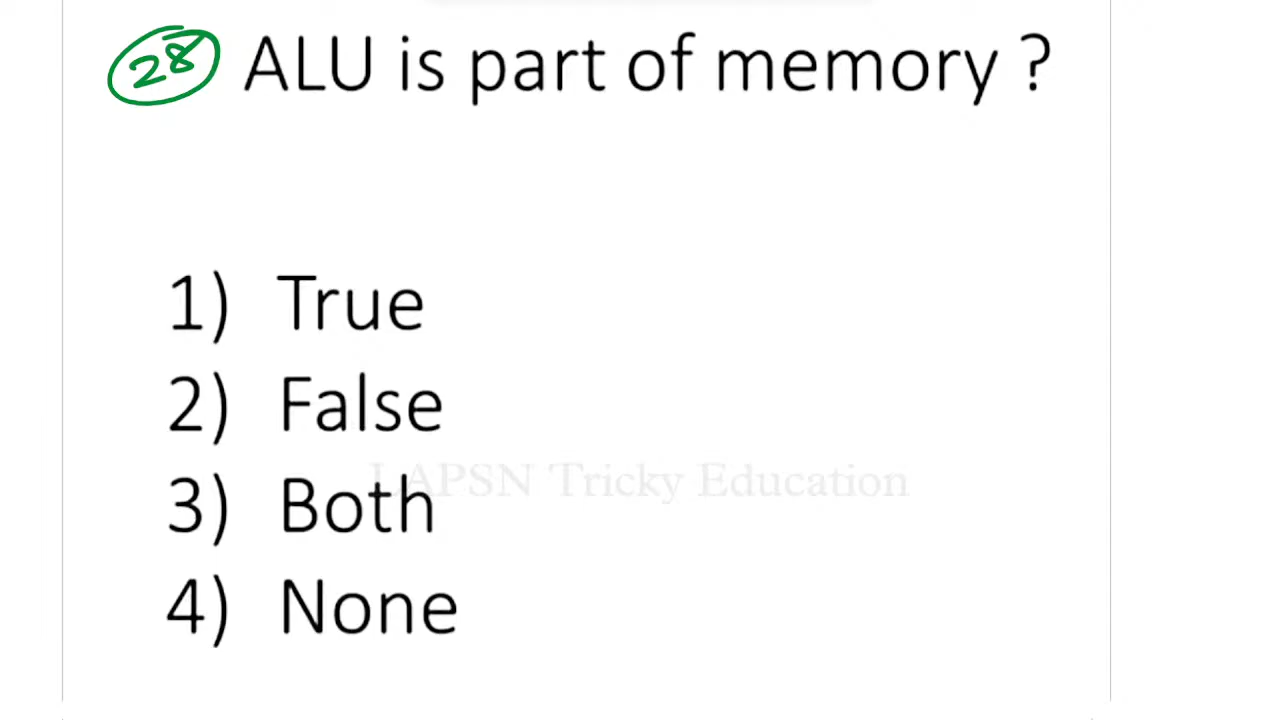 28 ALU is part of memory ?
1) True
2) False
3) Both
LAPSN Tricky Education
4) None